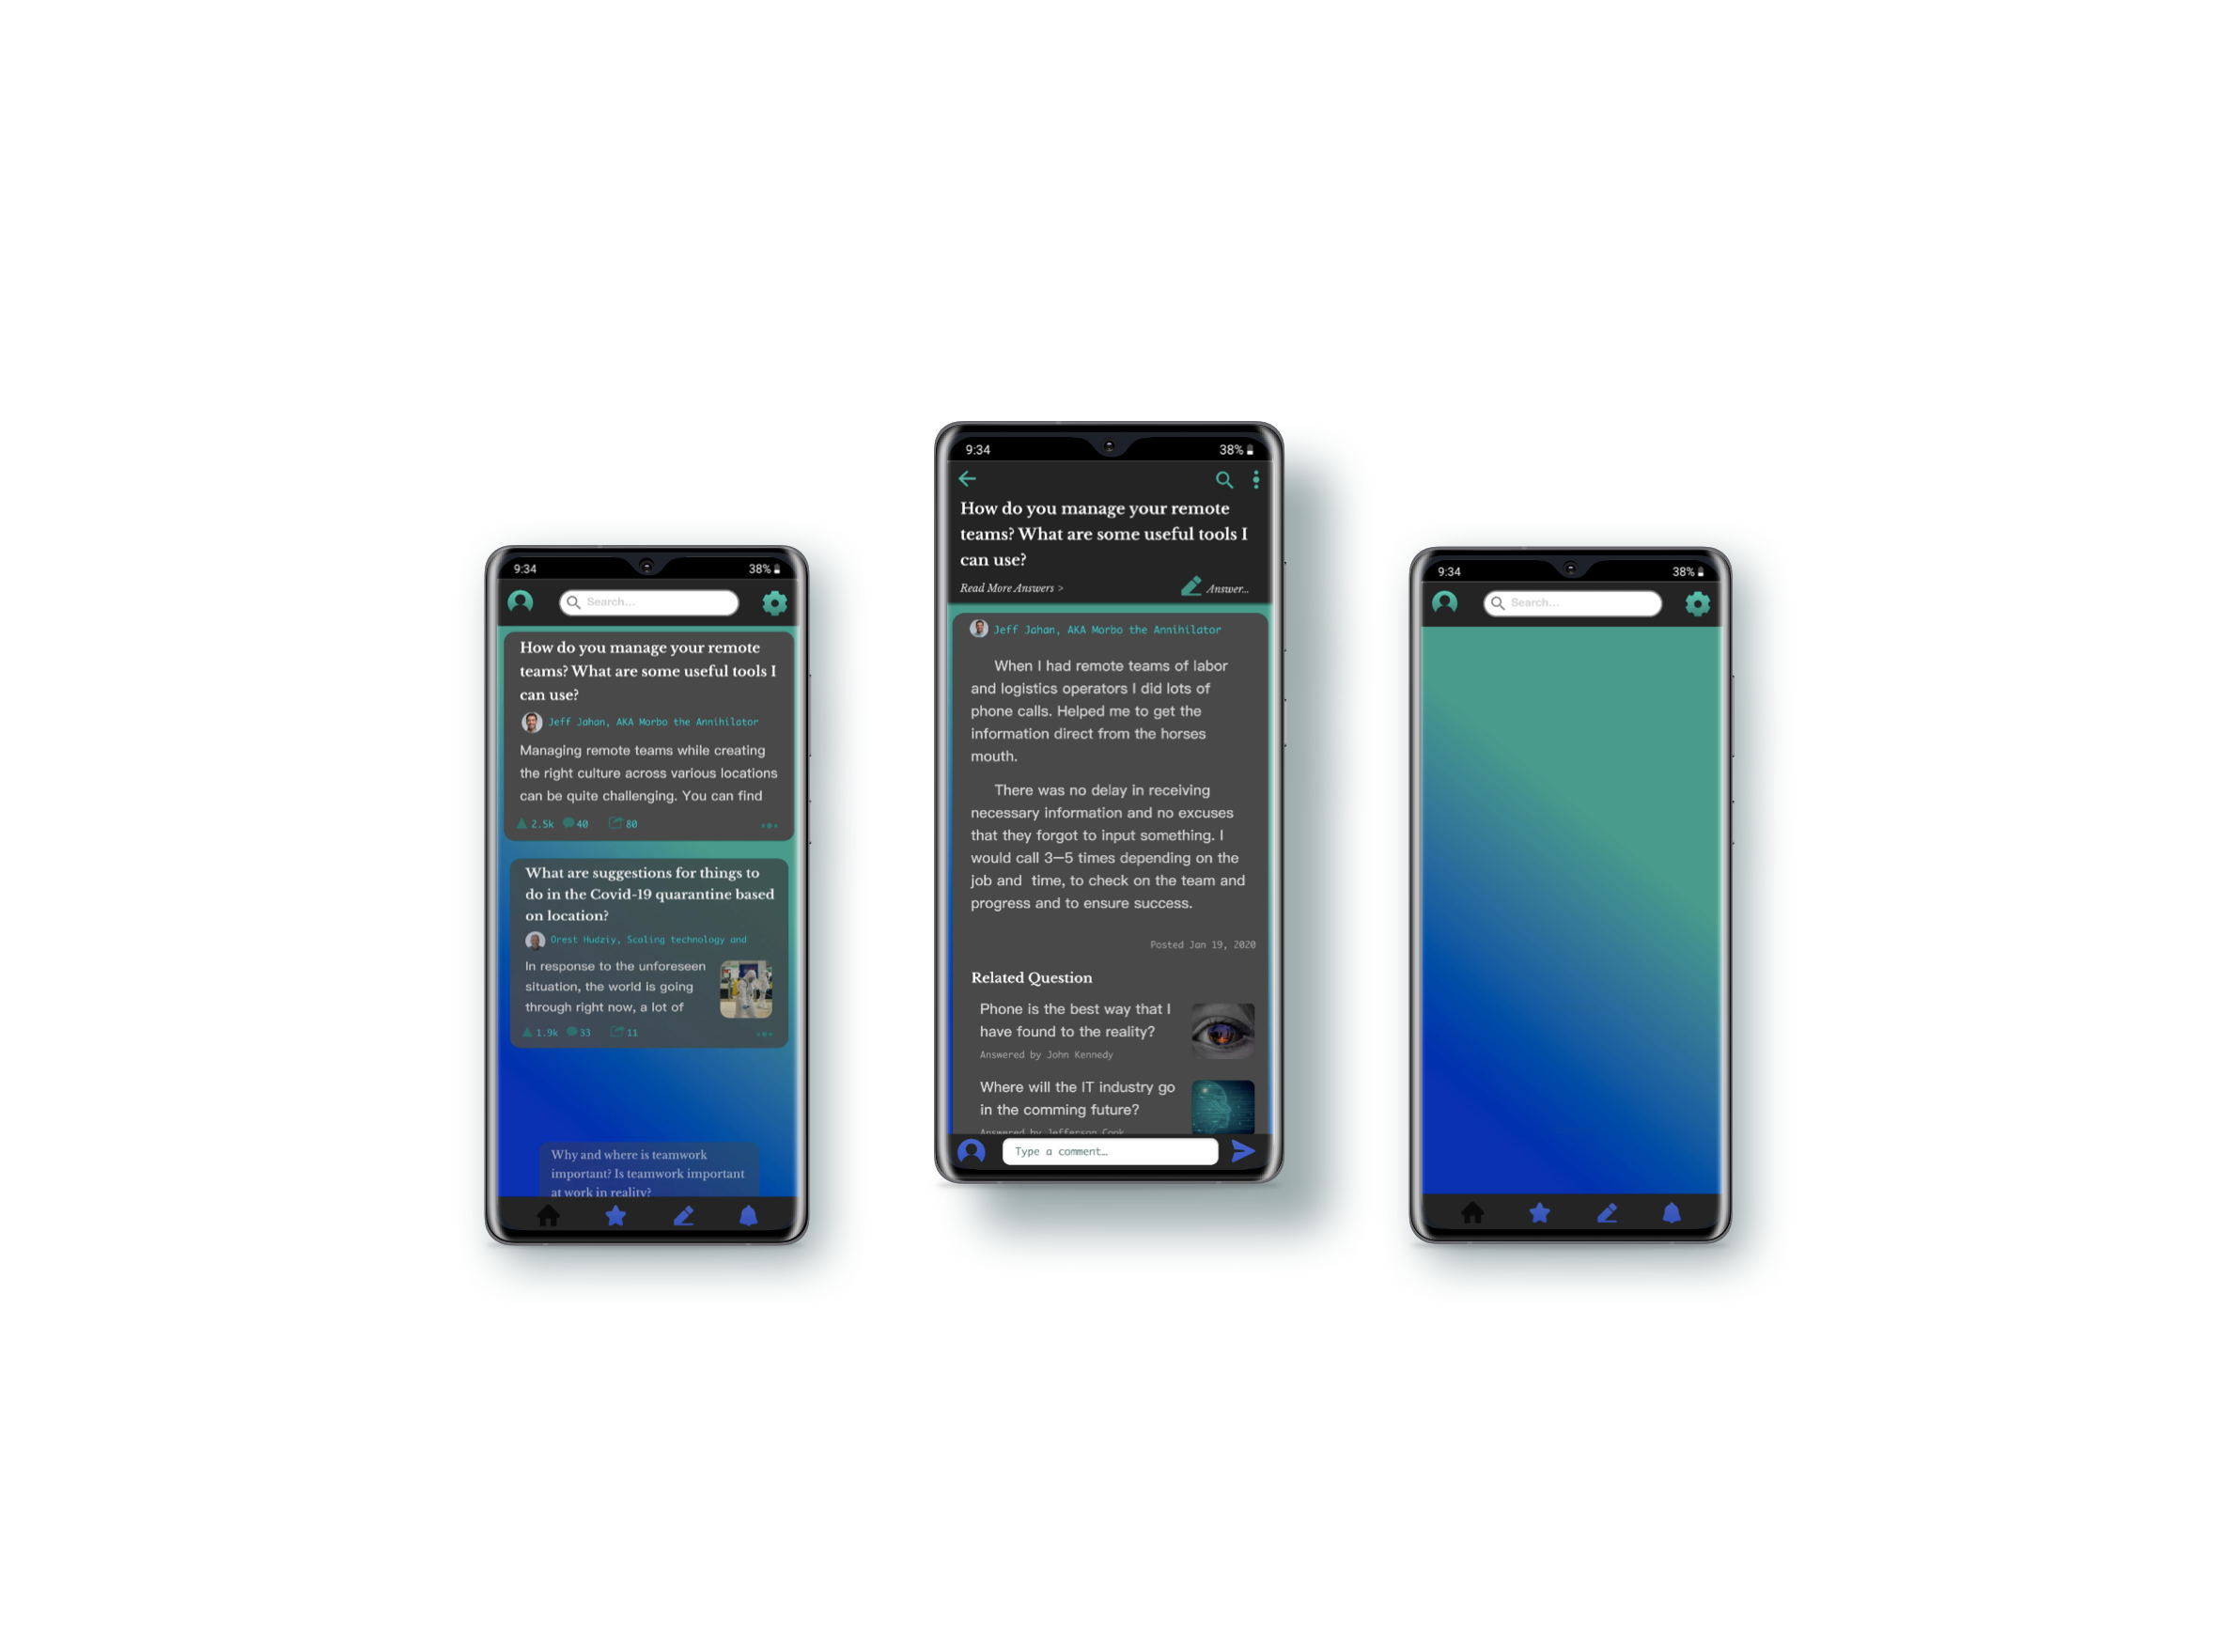 9:34
38%
Search...
How do you manage your remote
teams? What are some useful tools I
can use?
Jeff Jahan, AKA Morbo the Annihilator
Managing remote teams while creating
the right culture across various locations
can be quite challenging. You can find
2.5k 40 80
What are suggestions for things to
do in the Covid-19 quarantine based
on location?
Orest Hudziy, Scaling technology and
In response to the unforeseen
situation, the world is going
through right now, a lot of
1.9k 33 11
Why and where is teamwork
important? Is teamwork important
at work in reality?
9:34
38%
How do you manage your remote
teams? What are some useful tools I
can use?
Read More Answers >
Answer...
Jeff Jahan, AKA Morbo the Annihilator
When I had remote teams of labor
and logistics operators I did lots of
phone calls. Helped me to get the
information direct from the horses
mouth.
There was no delay in receiving
necessary information and no excuses
that they forgot to input something. I
would call 3—5 times depending on the
job and  time, to check on the team and
progress and to ensure success.
Posted Jan 19, 2020
Related Question
Phone is the best way that I
have found to the reality?
Answered by John Kennedy
Where will the IT industry go
in the comming future?
Answered by Jefferson Cook
Type a comment…
9:34
38%
Search...